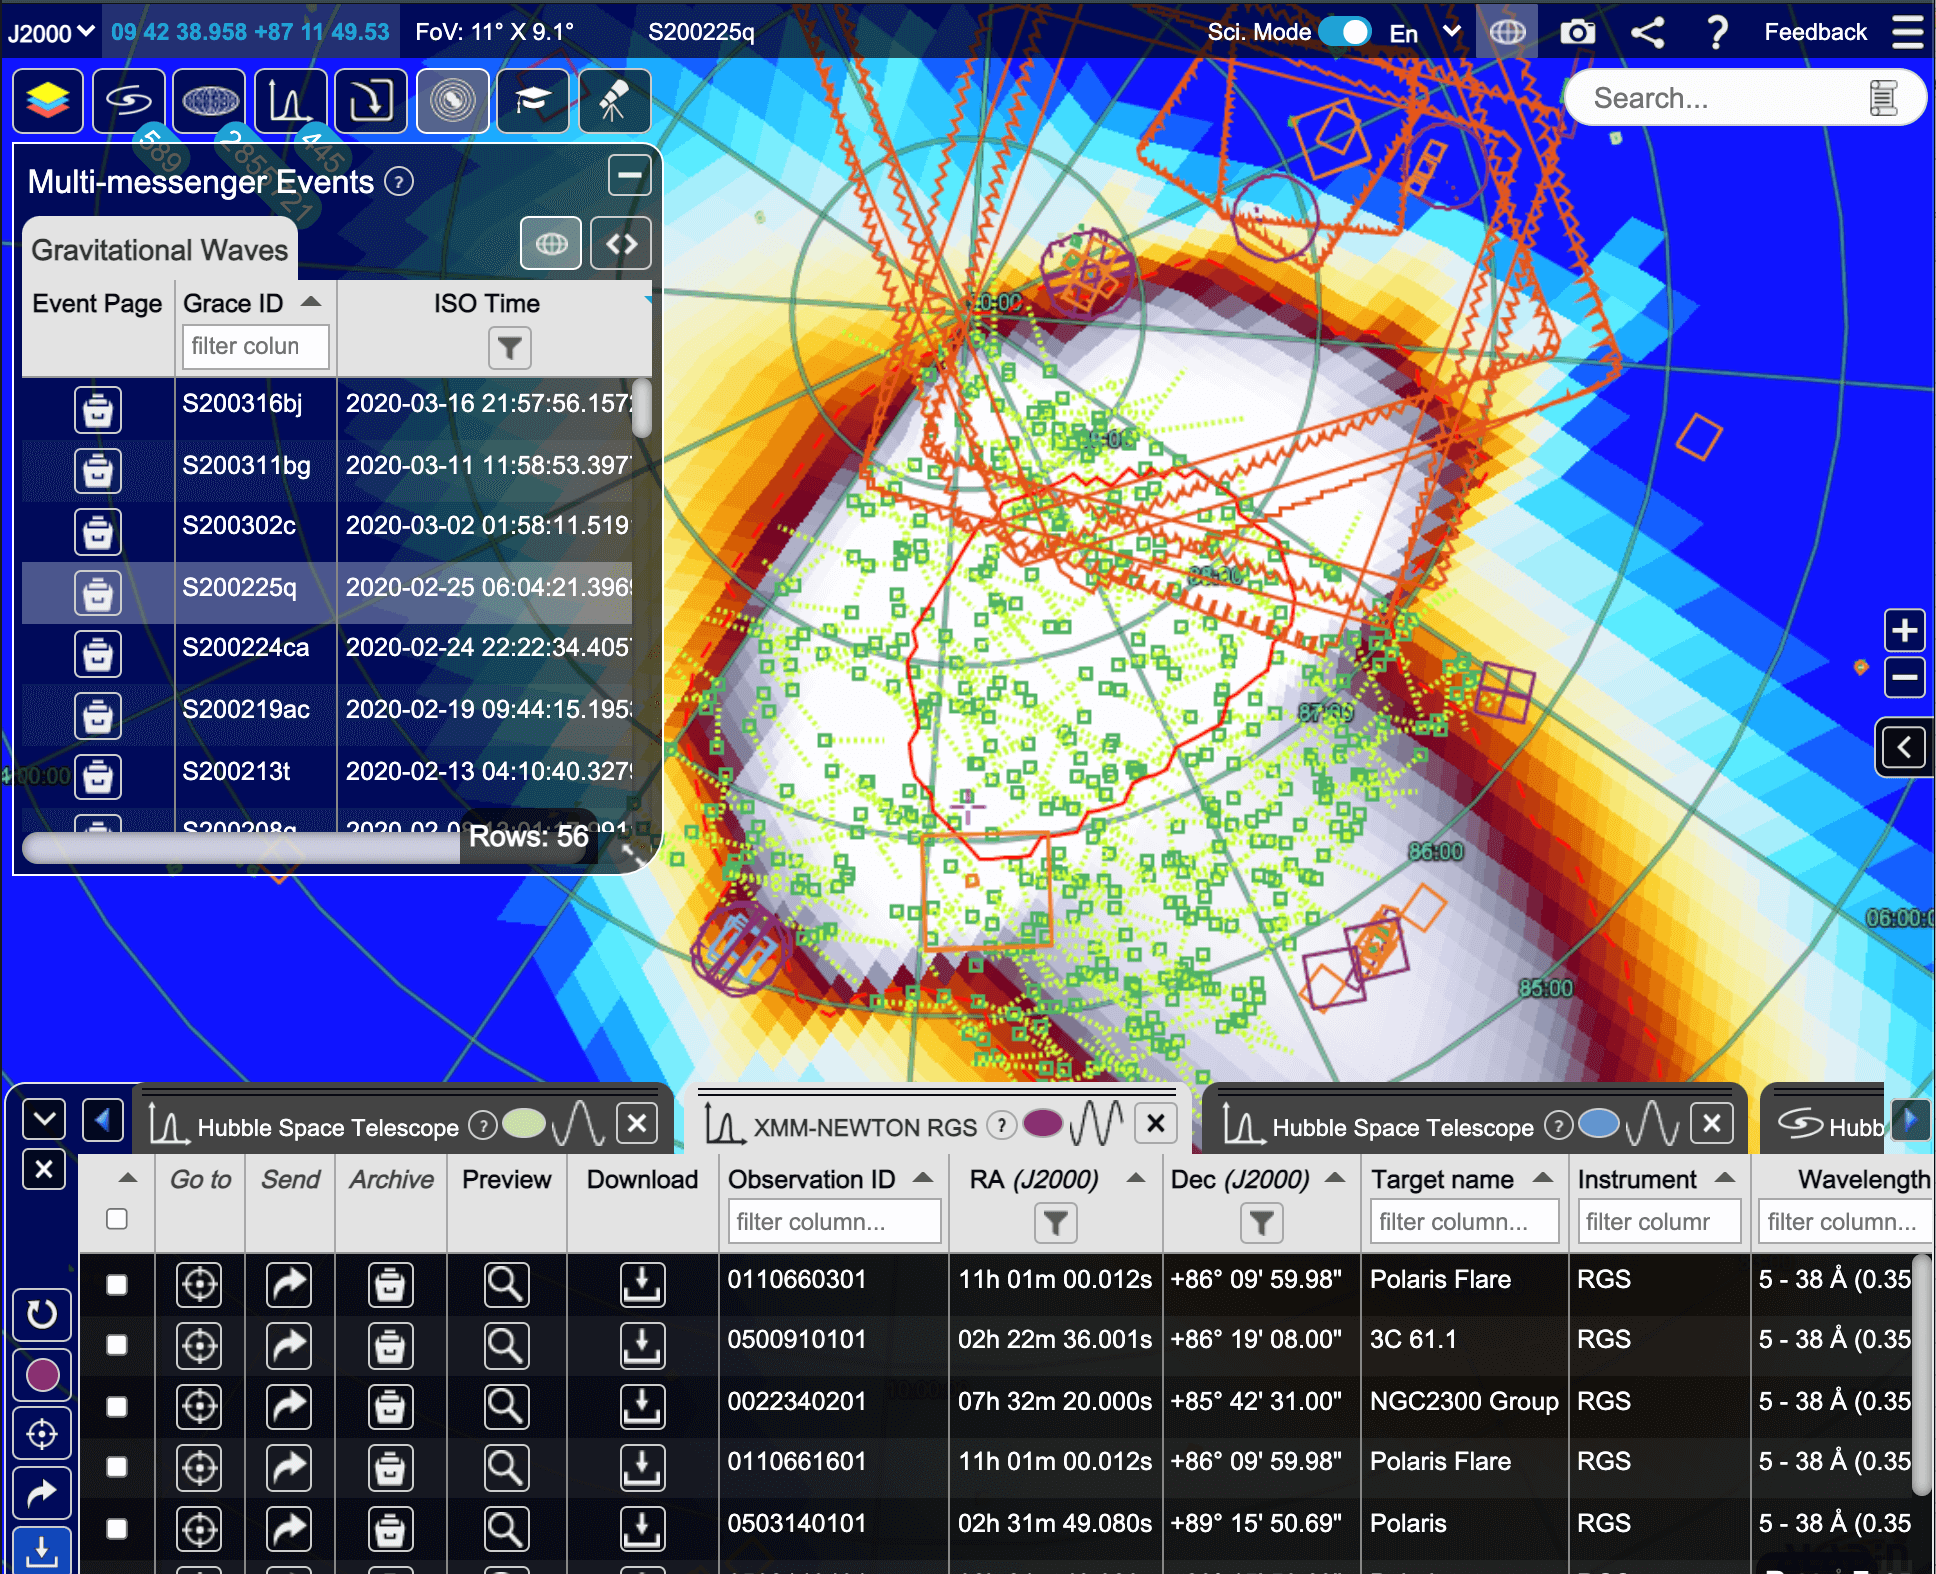 J2000 09 42 38.958 +87 11 49.53 FoV: 11° X 9.1° S200225q Sci. Mode En ? Feedback
Search...
589
445
Multi-messenger Events ?
Gravitational Waves
Event Page Grace ID ISO Time
filter colun
S200316bj 2020-03-16 21:57:56.157
S200311bg 2020-03-11 11:58:53.397
S200302c 2020-03-02 01:58:11.519
S200225q 2020-02-25 06:04:21.396
S200224ca 2020-02-24 22:22:34.405
S200219ac 2020-02-19 09:44:15.195
S200213t 2020-02-13 04:10:40.327
Rows: 56
88:00
87:00
86:00
06:00:0
85:00
Hubble Space Telescope ?
XMM-NEWTON RGS ?
Hubble Space Telescope ?
Hubb
Go to Send Archive Preview Download Observation ID RA (J2000) Dec (J2000) Target name Instrument Wavelength
filter column... filter column... filter columr filter column...
0110660301 11h 01m 00.012s +86° 09' 59.98" Polaris Flare RGS 5 - 38 Å (0.35
0500910101 02h 22m 36.001s +86° 19' 08.00" 3C 61.1 RGS 5 - 38 Å (0.35
0022340201 07h 32m 20.000s +85° 42' 31.00" NGC2300 Group RGS 5 - 38 Å (0.35
0110661601 11h 01m 00.012s +86° 09' 59.98" Polaris Flare RGS 5 - 38 Å (0.35
0503140101 02h 31m 49.080s +89° 15' 50.69" Polaris RGS 5 - 38 Å (0.35